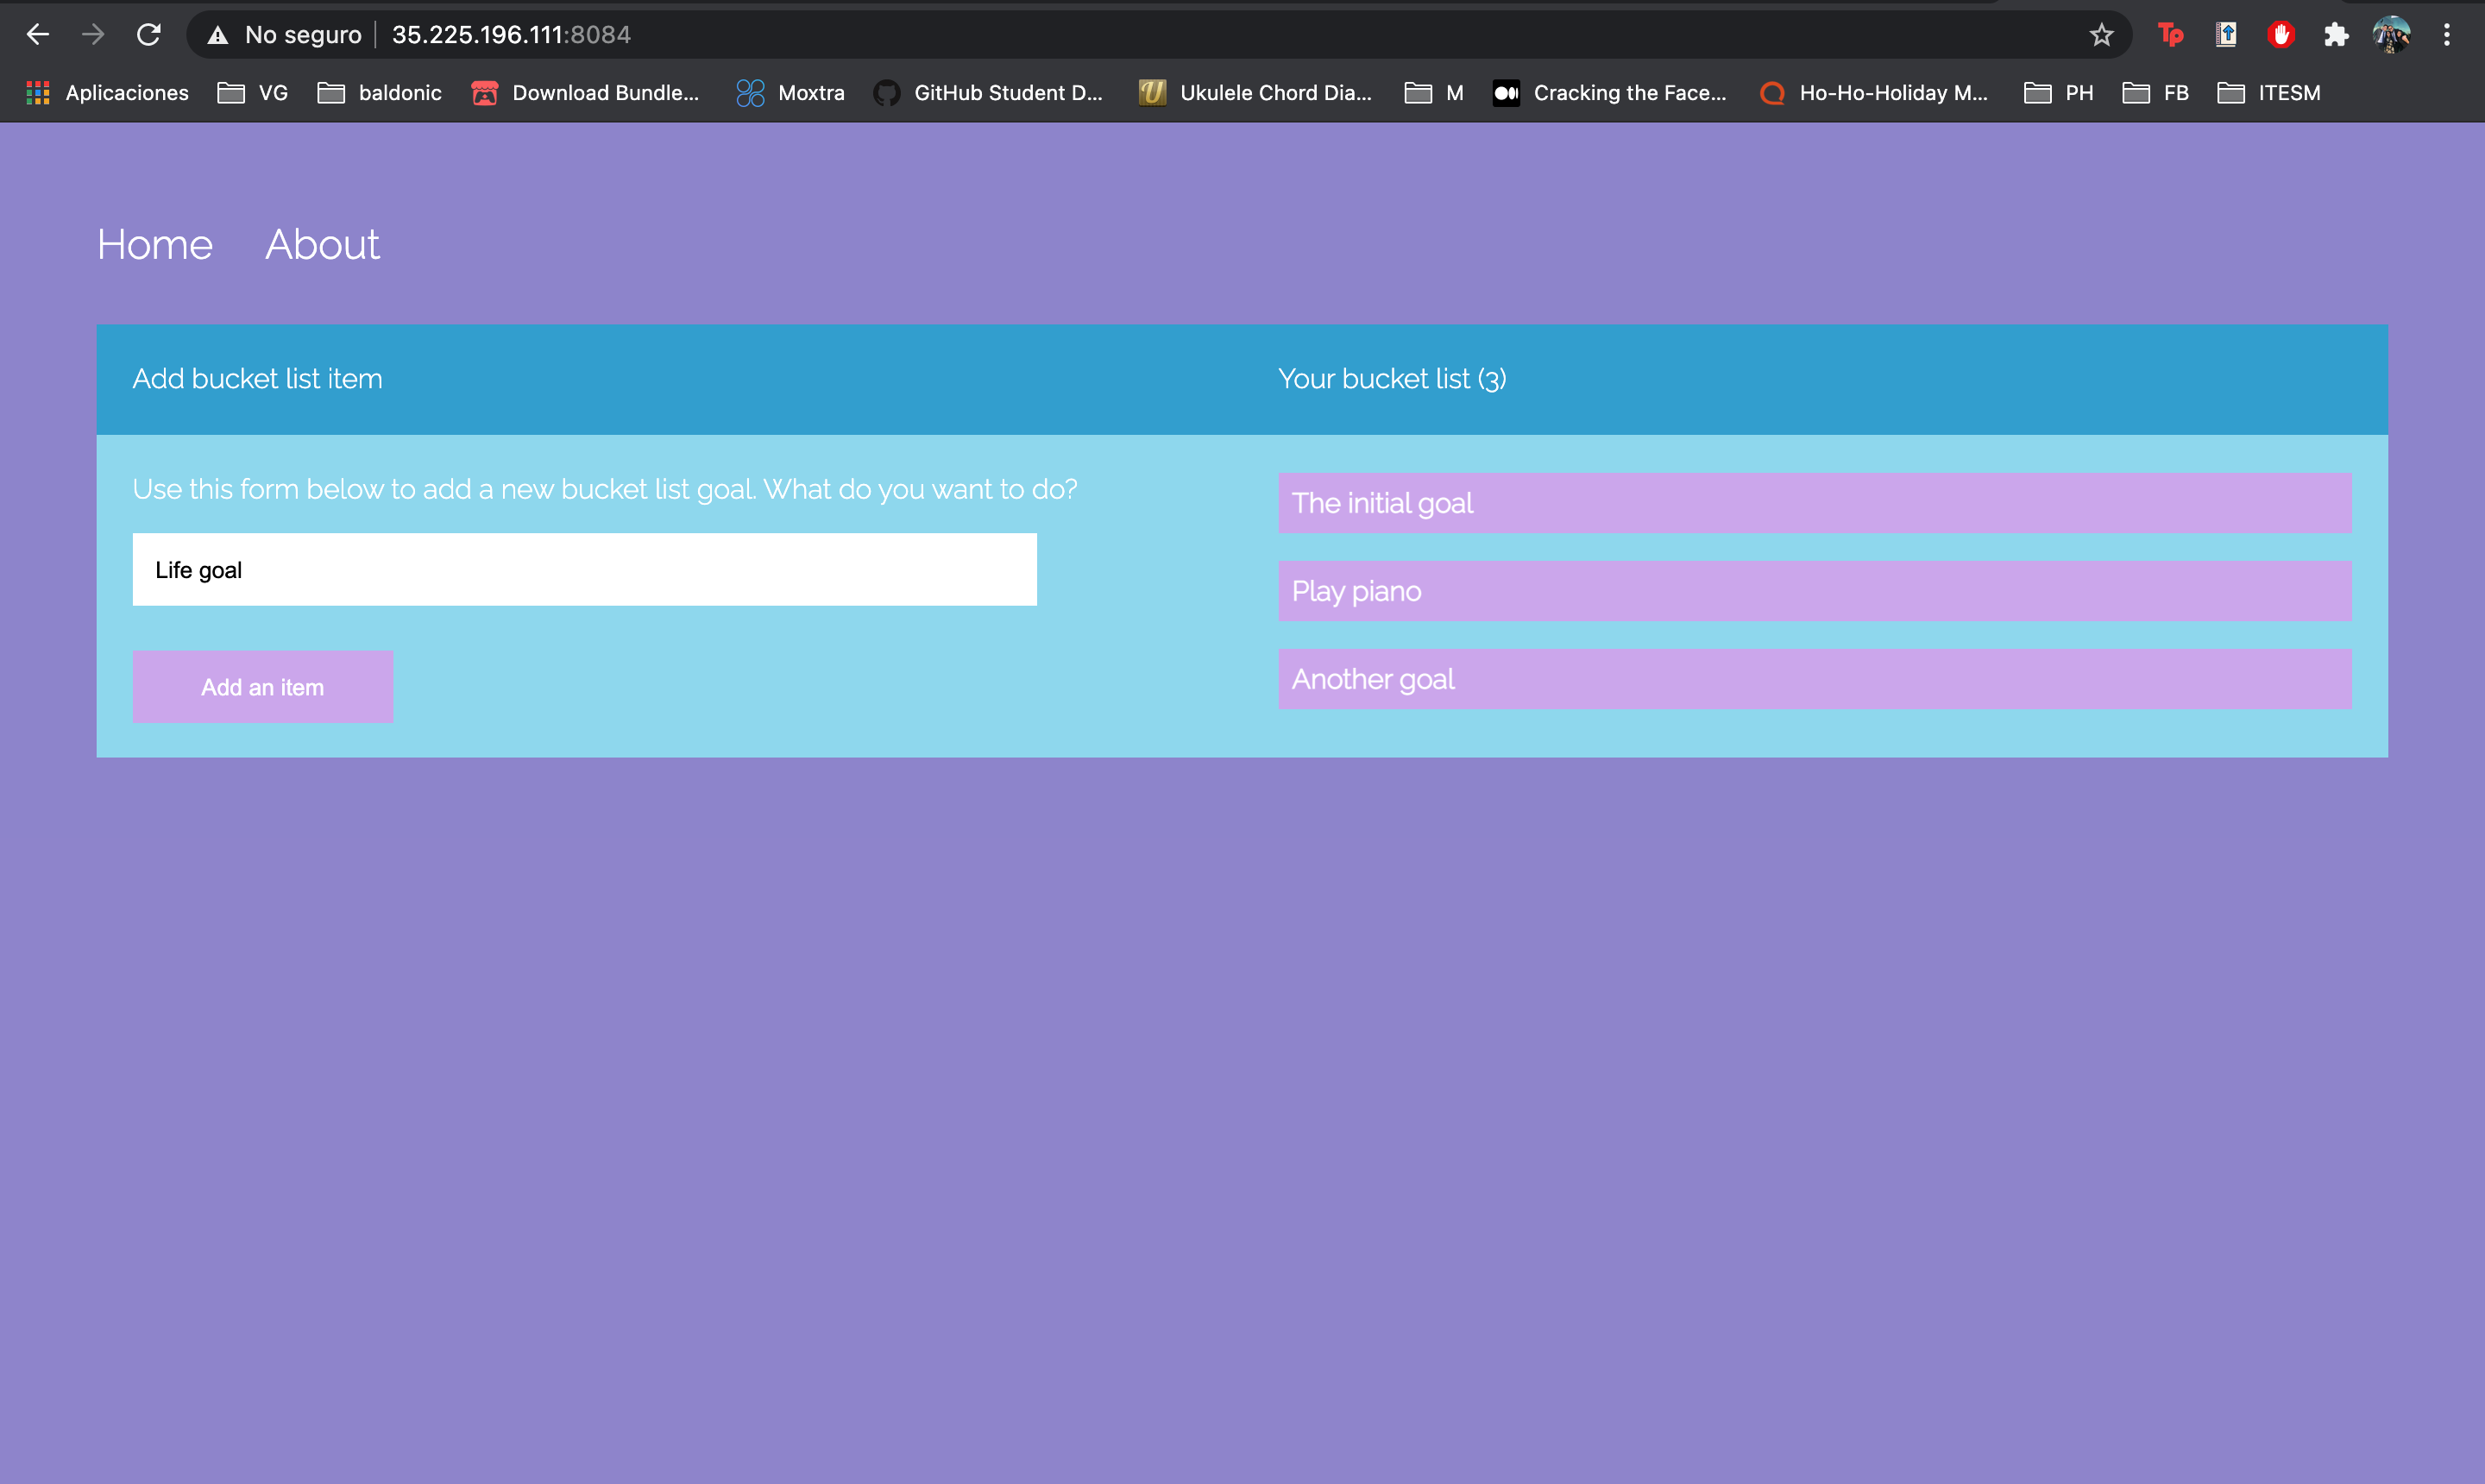 No seguro 35.225.196.111:8084
Tp
Aplicaciones VG baldonic Download Bundle... Moxtra GitHub Student D... U Ukulele Chord Dia... M Cracking the Face... Ho-Ho-Holiday M... PH FB ITESM
Home About
Add bucket list item
Your bucket list (3)
Use this form below to add a new bucket list goal. What do you want to do?
Life goal
Add an item
The initial goal
Play piano
Another goal